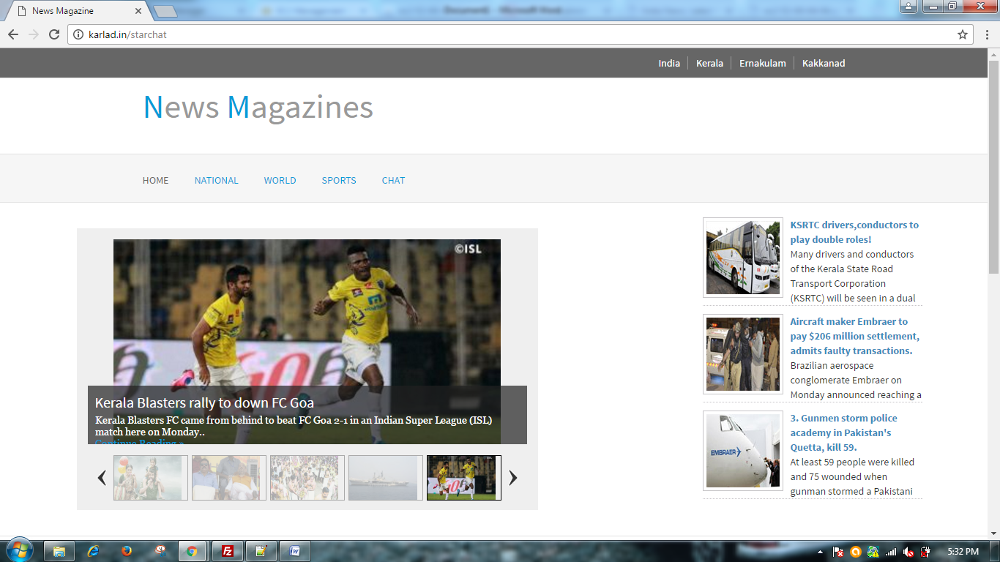 News Magazine
karlad.in/starchat
India
Kerala
Ernakulam
Kakkanad
News Magazines
HOME
NATIONAL
WORLD
SPORTS
CHAT
©ISL
Kerala Blasters rally to down FC Goa
Kerala Blasters FC came from behind to beat FC Goa 2-1 in an Indian Super League (ISL)
match here on Monday..
Continue Reading »
KSRTC drivers,conductors to
play double roles!
Many drivers and conductors
of the Kerala State Road
Transport Corporation
(KSRTC) will be seen in a dual
Aircraft maker Embraer to
pay $206 million settlement,
admits faulty transactions.
Brazilian aerospace
conglomerate Embraer on
Monday announced reaching a
EMBRAER
3. Gunmen storm police
academy in Pakistan's
Quetta, kill 59.
At least 59 people were killed
and 75 wounded when
gunman stormed a Pakistani
5:32 PM